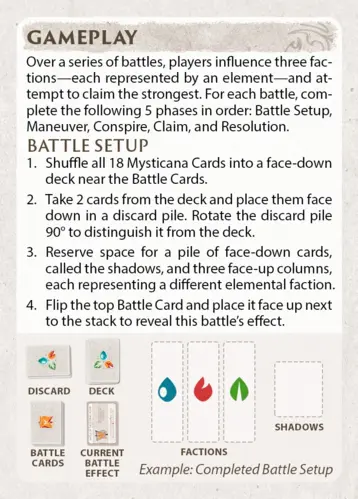 GAMEPLAY
Over a series of battles, players influence three fac-
tions—each represented by an element—and at-
tempt to claim the strongest. For each battle, com-
plete the following 5 phases in order: Battle Setup,
Maneuver, Conspire, Claim, and Resolution.
BATTLE SETUP
1. Shuffle all 18 Mysticana Cards into a face-down
deck near the Battle Cards.
2. Take 2 cards from the deck and place them face
down in a discard pile. Rotate the discard pile
90° to distinguish it from the deck.
3. Reserve space for a pile of face-down cards,
called the shadows, and three face-up columns,
each representing a different elemental faction.
4. Flip the top Battle Card and place it face up next
to the stack to reveal this battle's effect.
DISCARD
DECK
BATTLE
CARDS
CURRENT
BATTLE
EFFECT
FACTIONS
SHADOWS
Example: Completed Battle Setup